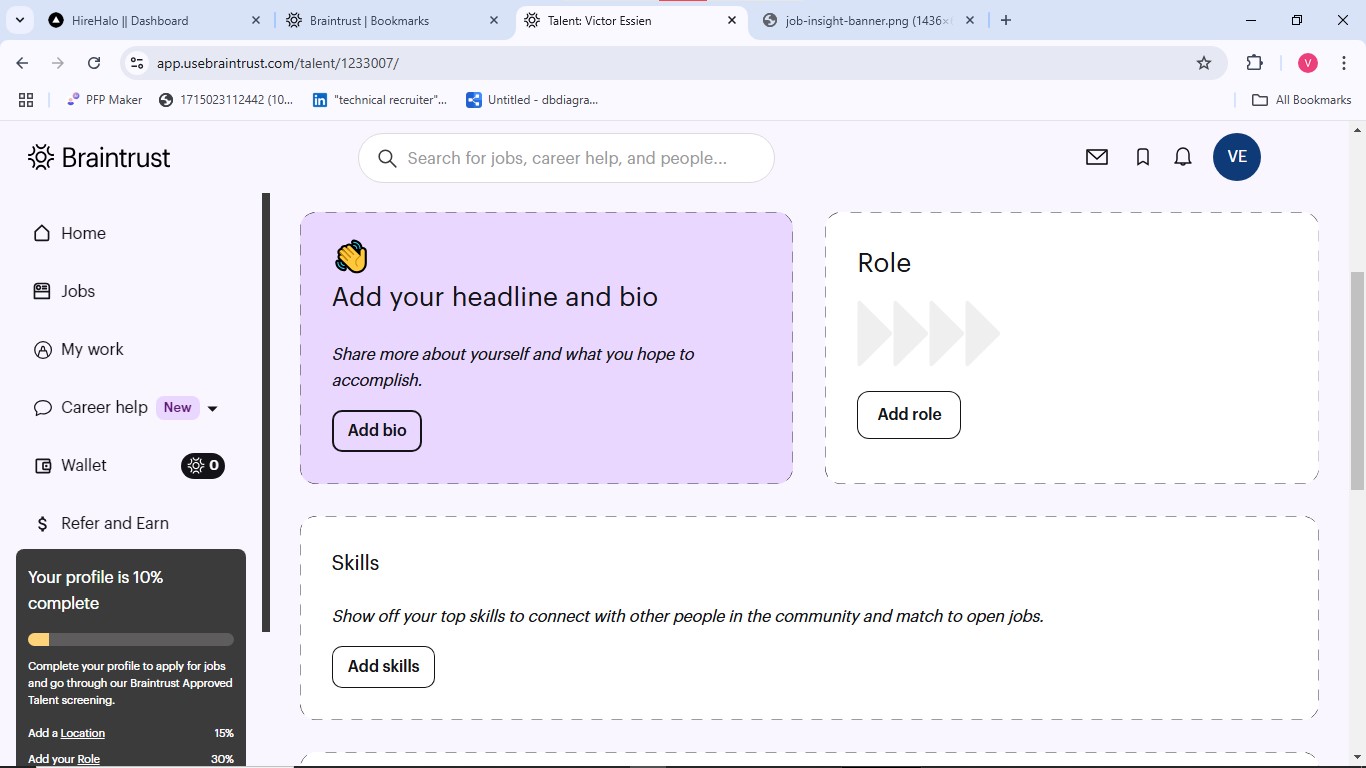 HireHalo || Dashboard
Braintrust | Bookmarks
Talent: Victor Essien
job-insight-banner.png (1436×
app.usebraintrust.com/talent/1233007/
V
PFP Maker
1715023112442 (10...
"technical recruiter"...
Untitled - dbdiagra...
All Bookmarks
Braintrust
Search for jobs, career help, and people...
VE
Home
Jobs
My work
Career help New
Wallet 0
Refer and Earn
Your profile is 10%
complete
Complete your profile to apply for jobs
and go through our Braintrust Approved
Talent screening.
Add a Location 15%
Add your Role 30%
Add your headline and bio
Share more about yourself and what you hope to
accomplish.
Add bio
Role
Add role
Skills
Show off your top skills to connect with other people in the community and match to open jobs.
Add skills